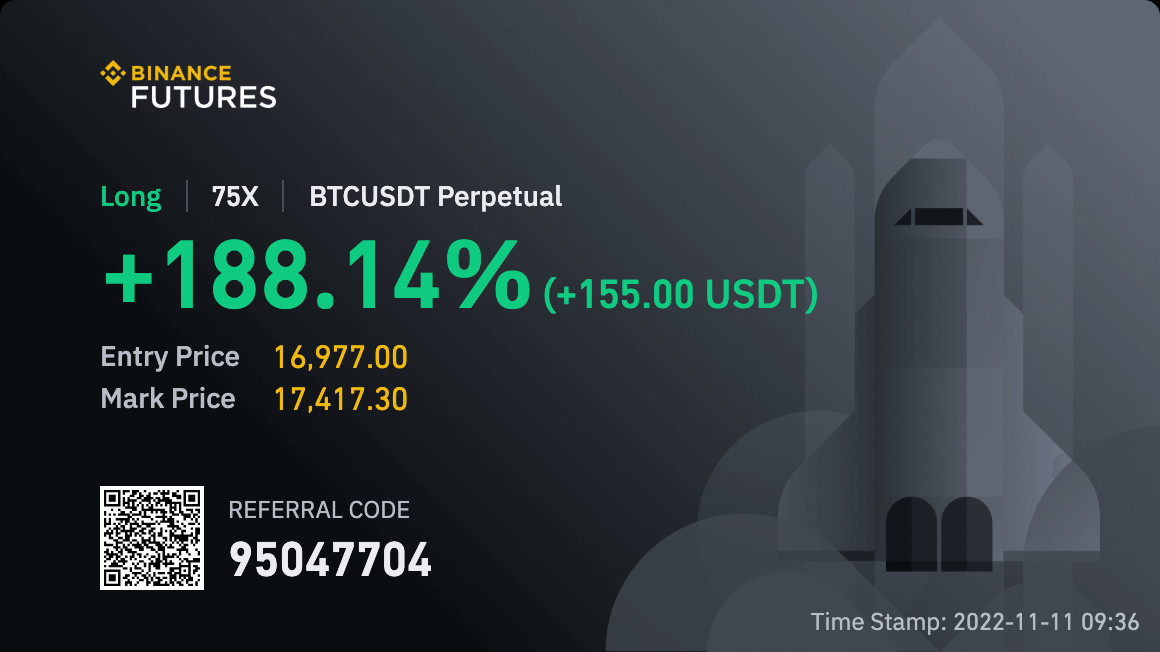 BINANCE
FUTURES
Long | 75X | BTCUSDT Perpetual
+188.14% (+155.00 USDT)
Entry Price 16,977.00
Mark Price 17,417.30
REFERRAL CODE
95047704
Time Stamp: 2022-11-11 09:36